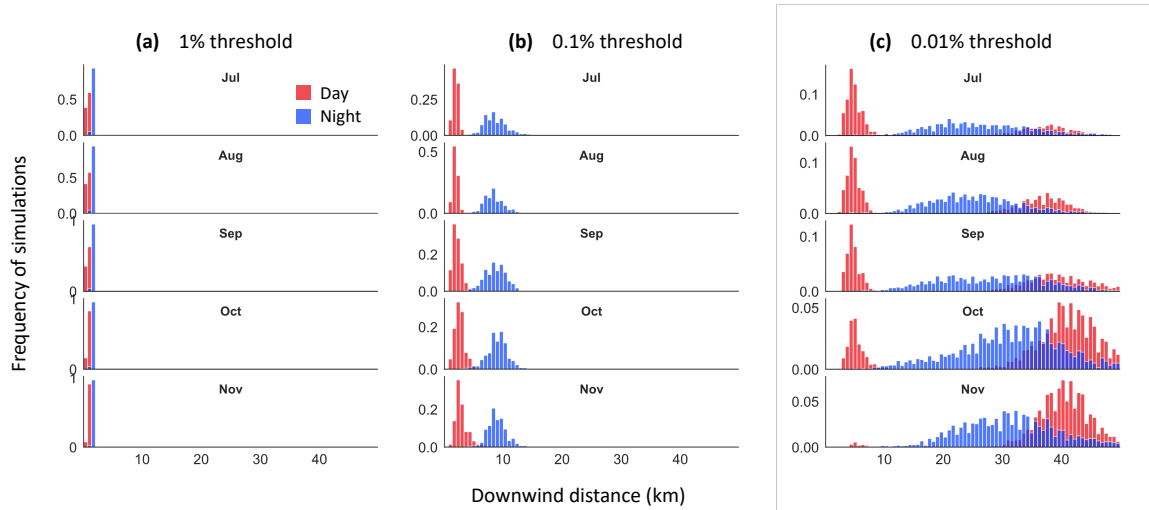 (a) 1% threshold
(b) 0.1% threshold
(c) 0.01% threshold
Frequency of simulations
Jul
Day
Night
0.5
0.0
Aug
0.5
0.0
Sep
1
0
Oct
1
0
Nov
1
0
10 20 30 40
Jul
0.25
0.00
Aug
0.5
0.0
Sep
0.2
0.0
Oct
0.2
0.0
Nov
0.2
0.0
10 20 30 40
Jul
0.1
0.0
Aug
0.1
0.0
Sep
0.1
0.0
Oct
0.05
0.00
Nov
0.05
0.00
10 20 30 40
Downwind distance (km)